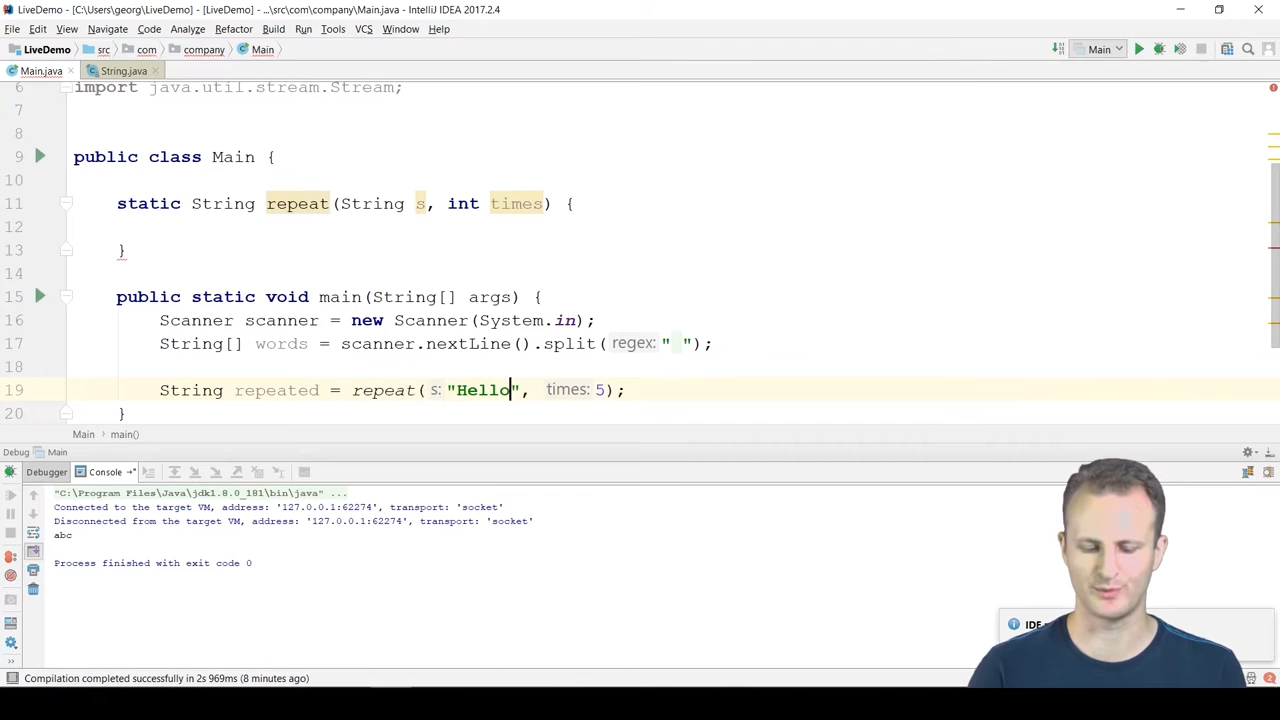 LiveDemo - [C:\Users\georg\LiveDemo] - [LiveDemo] - ...\src\com\company\Main.java - IntelliJ IDEA 2017.2.4
File Edit View Navigate Code Analyze Refactor Build Run Tools VCS Window Help
LiveDemo src com company Main Main
Main.java String.java
6 import java.util.stream.Stream;
7
8
9 public class Main {
10
11 static String repeat(String s, int times) {
12
13 }
14
15 public static void main(String[] args) {
16 Scanner scanner = new Scanner(System.in);
17 String[] words = scanner.nextLine().split( regex: " ");
18
19 String repeated = repeat( s: "Hello", times: 5);
20 }
Main main()
Debug Main
Debugger Console
"C:\Program Files\Java\jdk1.8.0_181\bin\java" ...
Connected to the target VM, address: '127.0.0.1:62274', transport: 'socket'
Disconnected from the target VM, address: '127.0.0.1:62274', transport: 'socket'
abc
Process finished with exit code 0
IDE
Compilation completed successfully in 2s 969ms (8 minutes ago)
2